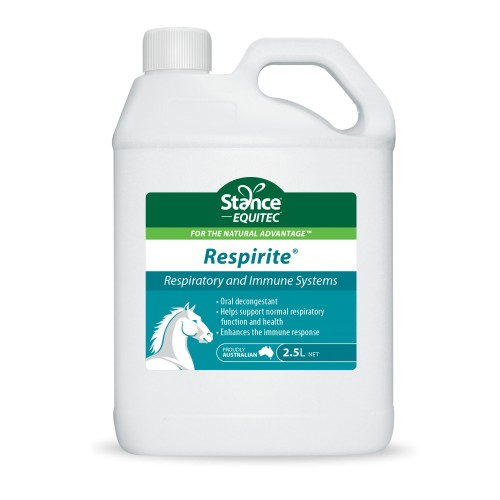 Stance
EQUITEC
FOR THE NATURAL ADVANTAGE™
Respirite®
Respiratory and Immune Systems
• Oral decongestant
• Helps support normal respiratory
function and health
• Enhances the immune response
PROUDLY
AUSTRALIAN
2.5L NET